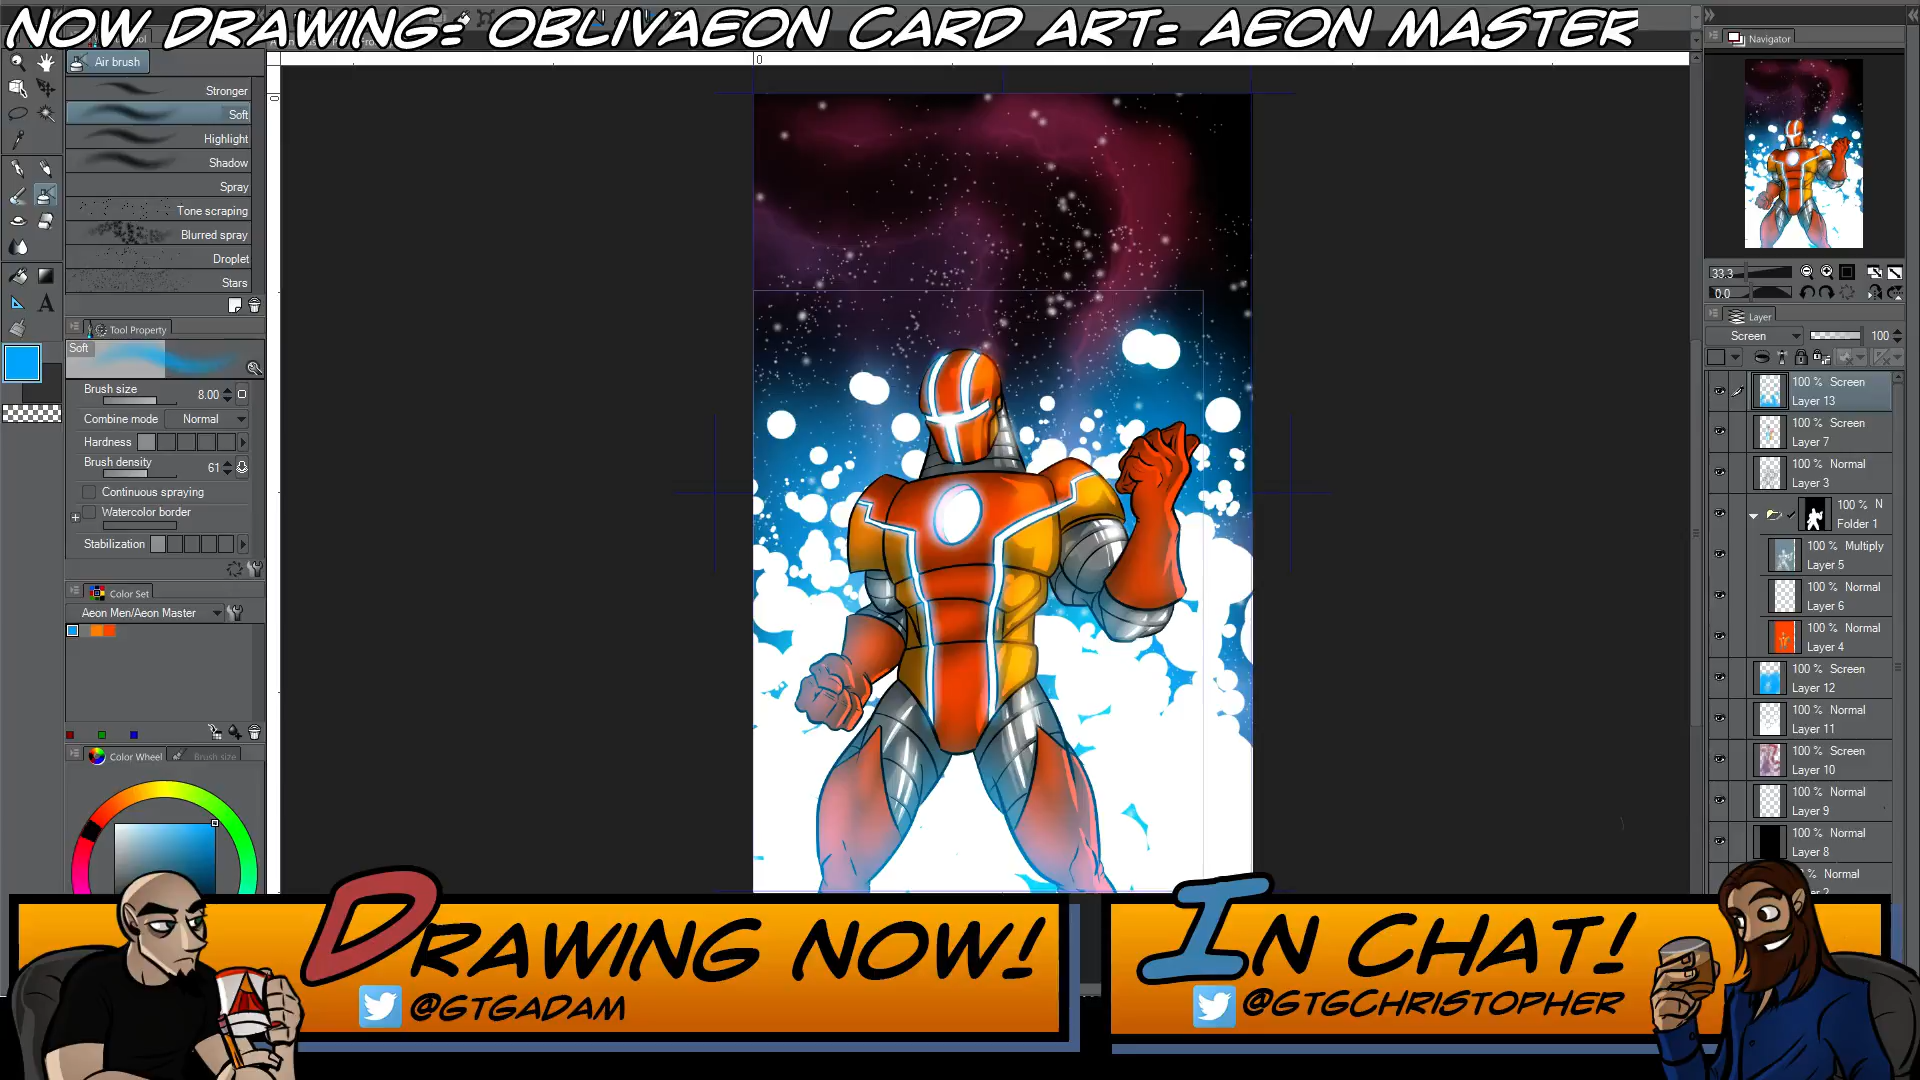 NOW DRAWING: OBLIVAEON CARD ART: AEON MASTER
Air brush
Stronger
Soft
Highlight
Shadow
Spray
Tone scraping
Blurred spray
Droplet
Stars
Tool Property
Soft
Brush size 8.00
Combine mode Normal
Hardness
Brush density 61
Continuous spraying
Watercolor border
Stabilization
Color Set
Aeon Men/Aeon Master
Color Wheel
Brush size
0
0
Navigator
33.3
0.0
Layer
Screen 100
100 % Screen
Layer 13
100 % Screen
Layer 7
100 % Normal
Layer 3
100 % N
Folder 1
100 % Multiply
Layer 5
100 % Normal
Layer 6
100 % Normal
Layer 4
100 % Screen
Layer 12
100 % Normal
Layer 11
100 % Screen
Layer 10
100 % Normal
Layer 9
100 % Normal
Layer 8
% Normal
DRAWING NOW!
@GTGADAM
IN CHAT!
@GTGCHRISTOPHER